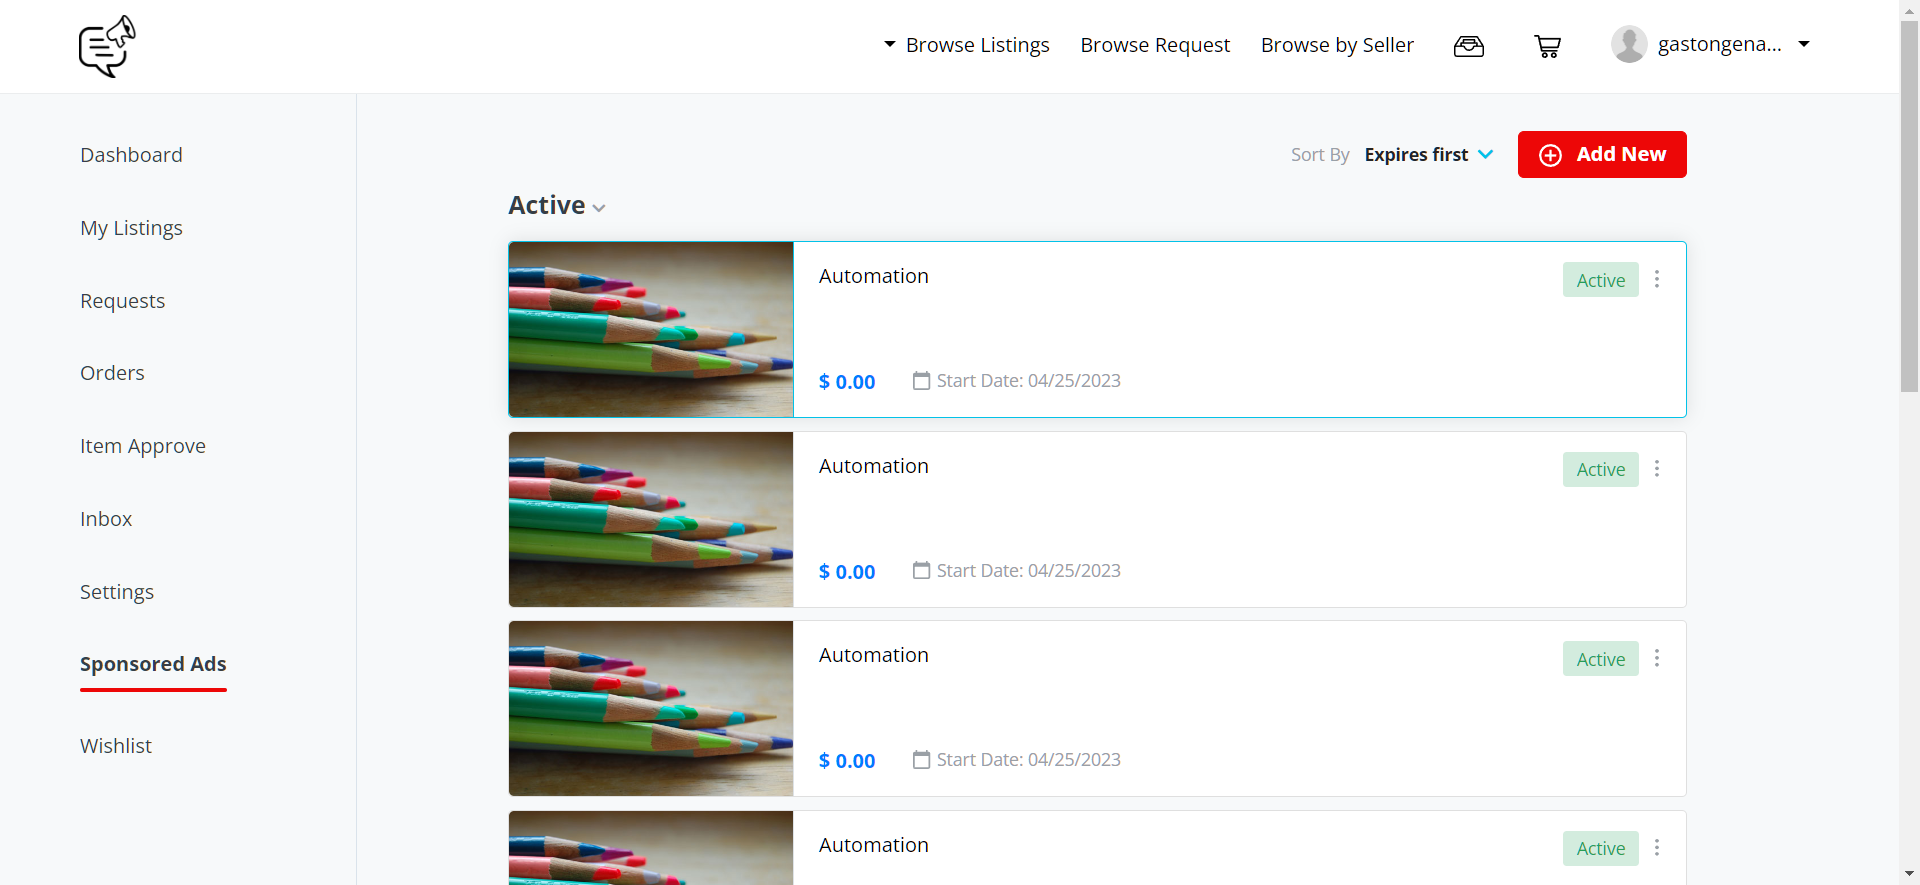 Browse Listings
Browse Request
Browse by Seller
gastongena...
Dashboard
My Listings
Requests
Orders
Item Approve
Inbox
Settings
Sponsored Ads
Wishlist
Sort By Expires first
Add New
Active
Automation
Active
$ 0.00
Start Date: 04/25/2023
Automation
Active
$ 0.00
Start Date: 04/25/2023
Automation
Active
$ 0.00
Start Date: 04/25/2023
Automation
Active